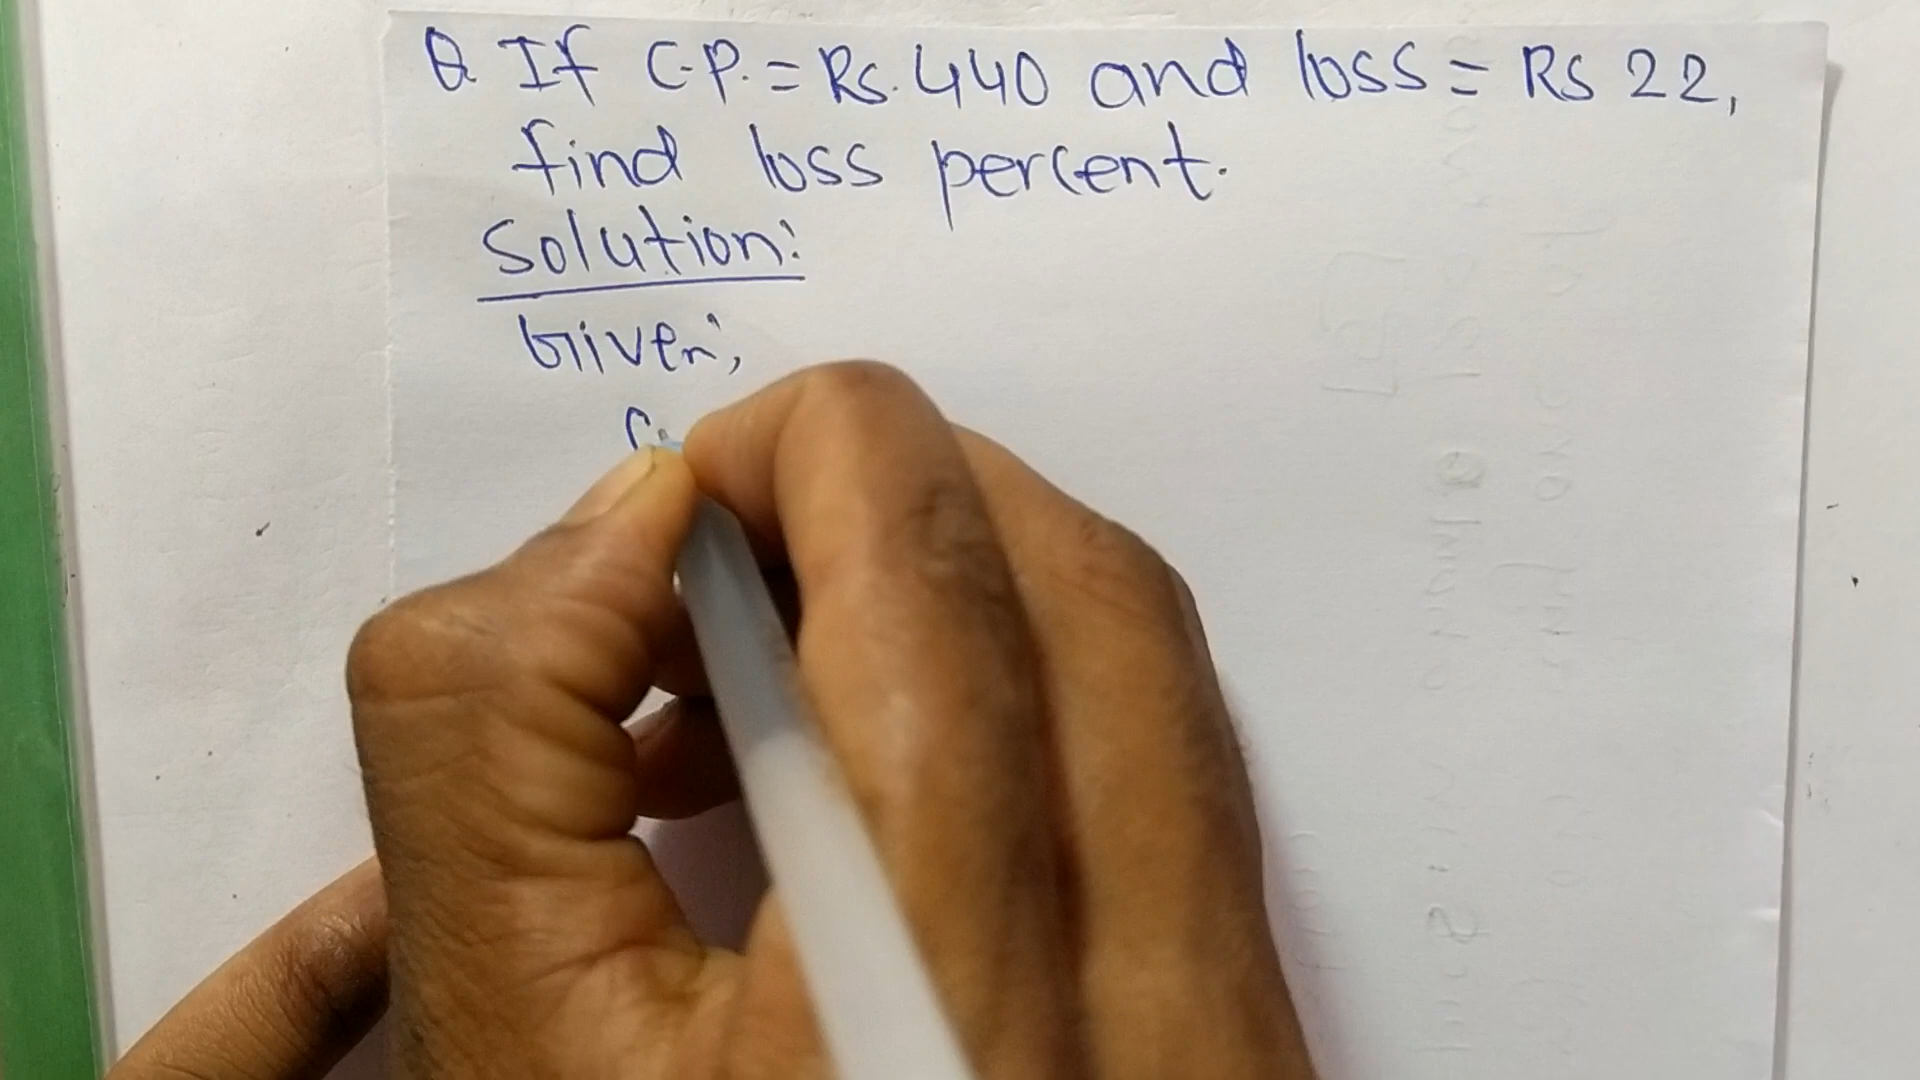 Q. If C.P. = Rs. 440 and loss = Rs 22,
find loss percent.
Solution:
Given;
C